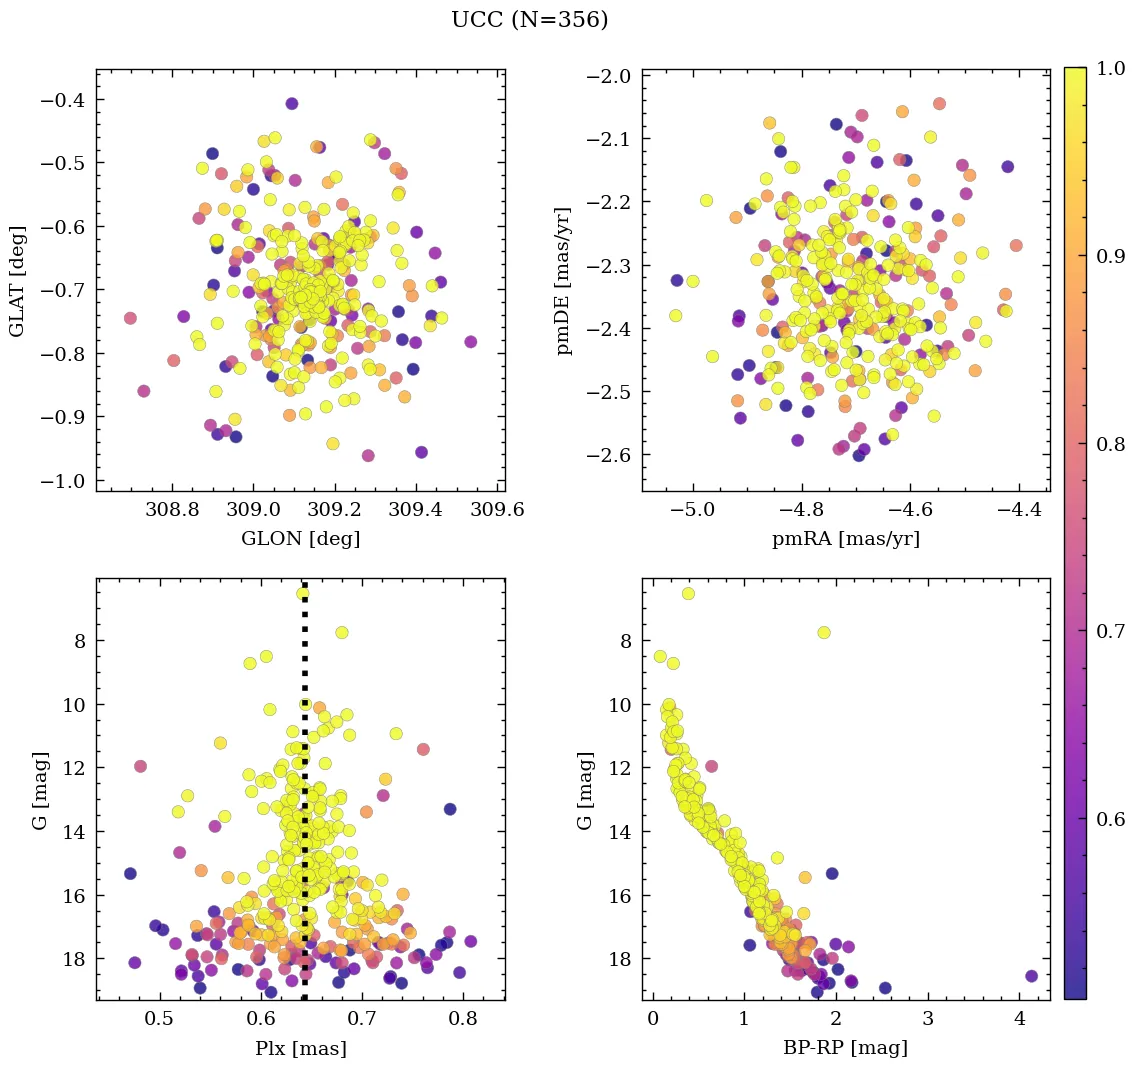 UCC (N=356)
−0.4
−0.5
−0.6
−0.7
−0.8
−0.9
−1.0
GLAT [deg]
308.8 309.0 309.2 309.4 309.6
GLON [deg]
−2.0
−2.1
−2.2
−2.3
−2.4
−2.5
−2.6
pmDE [mas/yr]
−5.0 −4.8 −4.6 −4.4
pmRA [mas/yr]
8
10
12
14
16
18
G [mag]
0.5 0.6 0.7 0.8
Plx [mas]
8
10
12
14
16
18
G [mag]
0 1 2 3 4
BP-RP [mag]
1.0
0.9
0.8
0.7
0.6